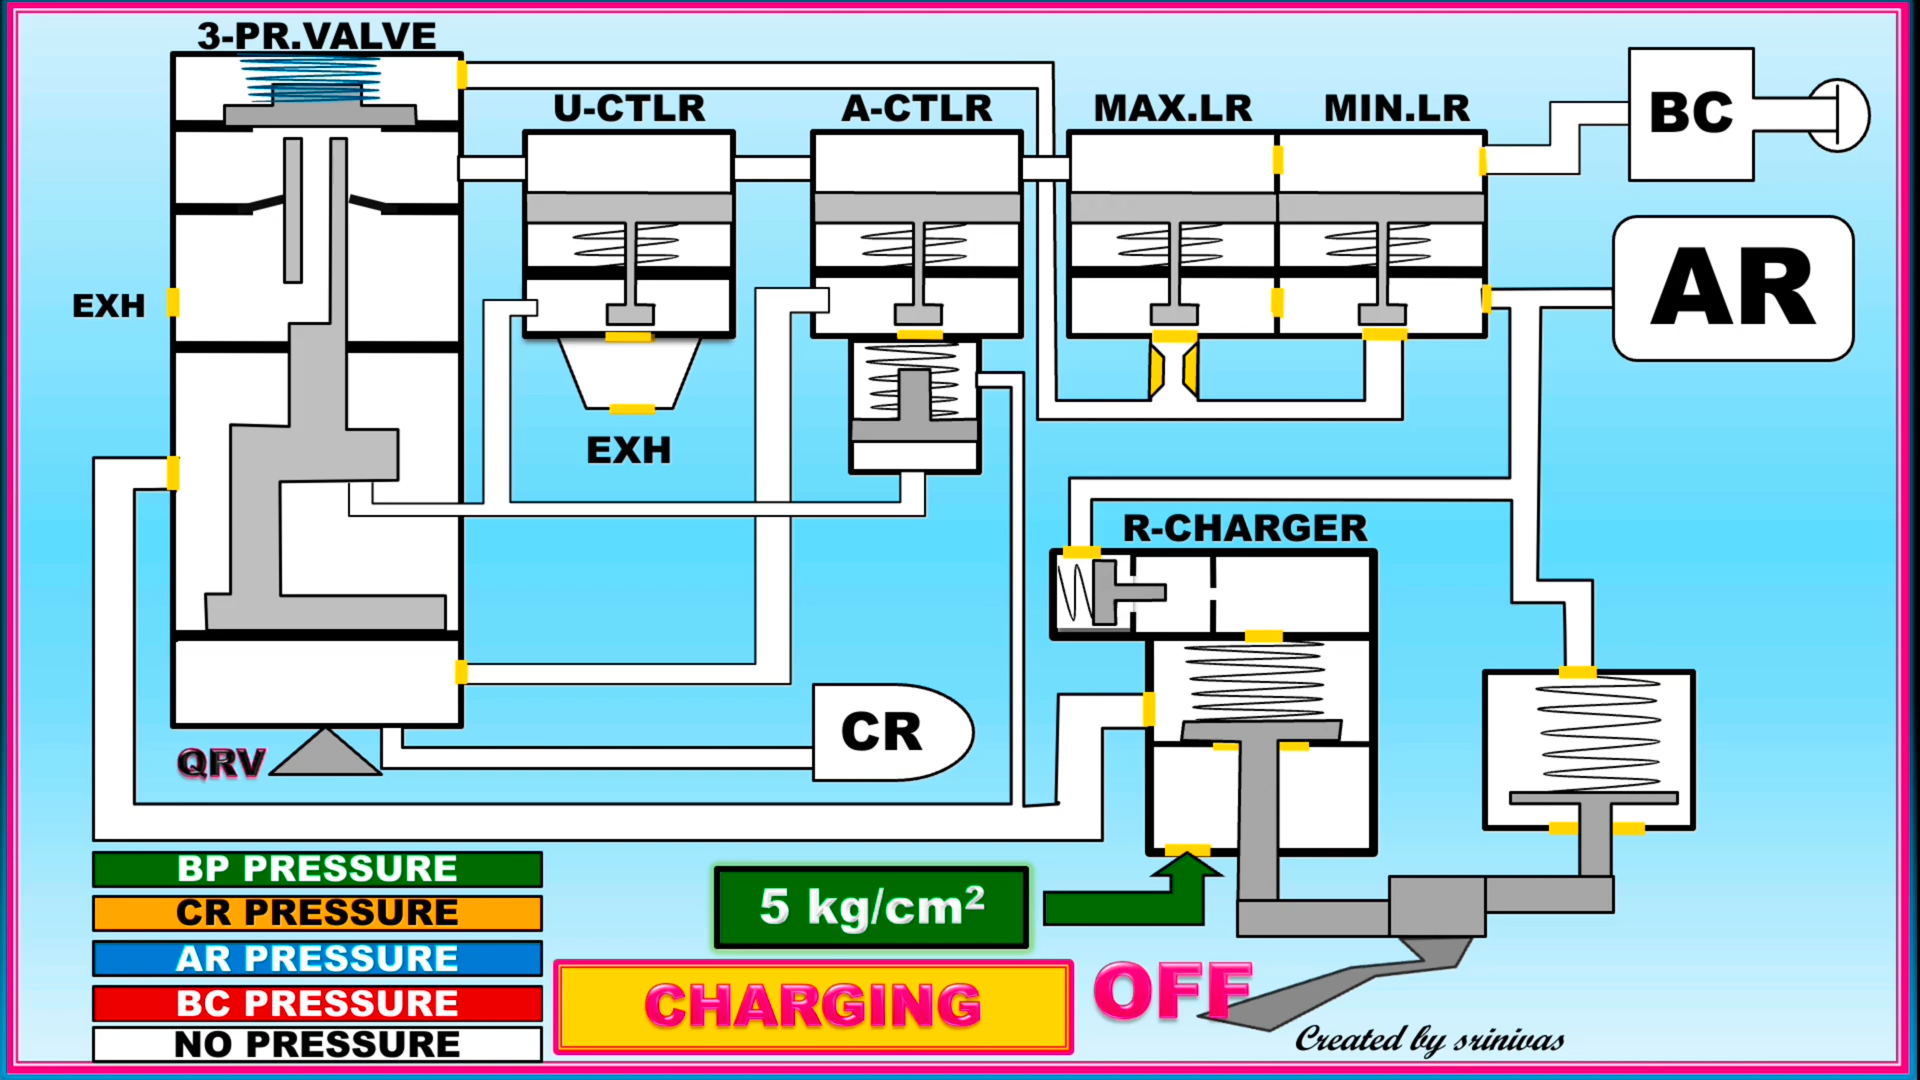 3-PR.VALVE
U-CTLR
A-CTLR
MAX.LR
MIN.LR
BC
AR
EXH
EXH
R-CHARGER
CR
QRV
BP PRESSURE
CR PRESSURE
AR PRESSURE
BC PRESSURE
NO PRESSURE
5 kg/cm²
CHARGING
OFF
Created by srinivas